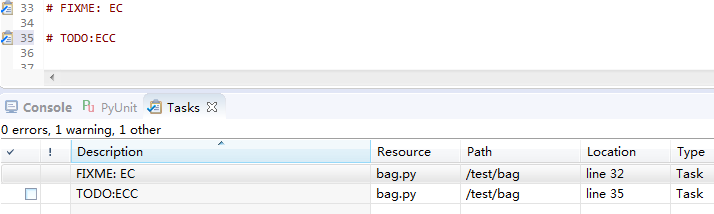 33 # FIXME: EC
34
35 # TODO:ECC
36
37
Console PyUnit Tasks
0 errors, 1 warning, 1 other
! Description Resource Path Location Type
FIXME: EC bag.py /test/bag line 32 Task
TODO:ECC bag.py /test/bag line 35 Task